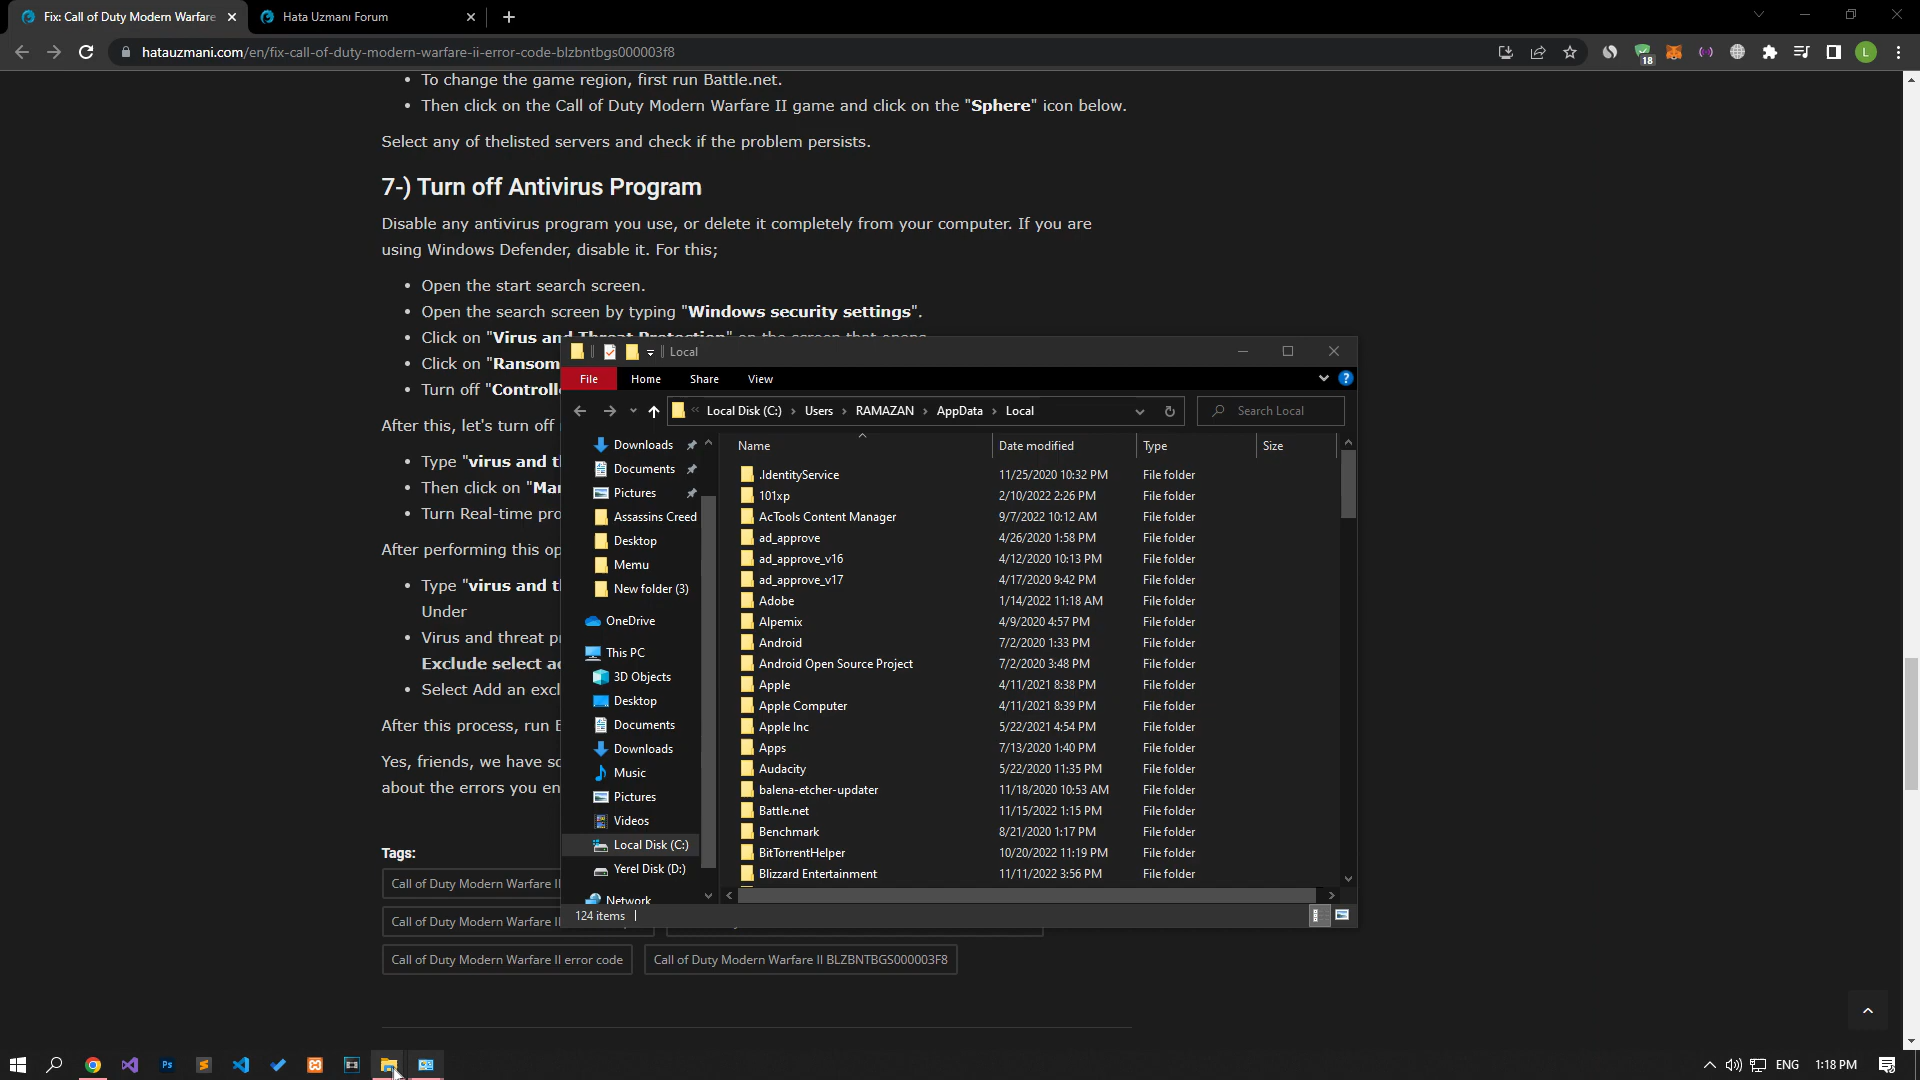 Fix: Call of Duty Modern Warfare
Hata Uzmanı Forum
hatauzmani.com/en/fix-call-of-duty-modern-warfare-ii-error-code-blzbntbgs000003f8
18
L
To change the game region, first run Battle.net.
Then click on the Call of Duty Modern Warfare II game and click on the "Sphere" icon below.
Select any of thelisted servers and check if the problem persists.
7-) Turn off Antivirus Program
Disable any antivirus program you use, or delete it completely from your computer. If you are
using Windows Defender, disable it. For this;
Open the start search screen.
Open the search screen by typing "Windows security settings".
Click on "Virus and Threat Protection" on the screen that opens.
Click on "Ransom
Turn off "Controlle
After this, let's turn off
Type "virus and th
Then click on "Man
Turn Real-time pro
After performing this op
Type "virus and th
Under
Virus and threat pr
Exclude select ad
Select Add an excl
After this process, run
Yes, friends, we have so
about the errors you en
Tags:
Call of Duty Modern Warfare II
Call of Duty Modern Warfare II
Call of Duty Modern Warfare II error code
Call of Duty Modern Warfare II BLZBNTBGS000003F8
Local
File Home Share View
Local Disk (C:) Users RAMAZAN AppData Local
Search Local
Downloads
Documents
Pictures
Assassins Creed
Desktop
Memu
New folder (3)
OneDrive
This PC
3D Objects
Desktop
Documents
Downloads
Music
Pictures
Videos
Local Disk (C:)
Yerel Disk (D:)
Network
Name Date modified Type Size
.IdentityService 11/25/2020 10:32 PM File folder
101xp 2/10/2022 2:26 PM File folder
AcTools Content Manager 9/7/2022 10:12 AM File folder
ad_approve 4/26/2020 1:58 PM File folder
ad_approve_v16 4/12/2020 10:13 PM File folder
ad_approve_v17 4/17/2020 9:42 PM File folder
Adobe 1/14/2022 11:18 AM File folder
Alpemix 4/9/2020 4:57 PM File folder
Android 7/2/2020 1:33 PM File folder
Android Open Source Project 7/2/2020 3:48 PM File folder
Apple 4/11/2021 8:38 PM File folder
Apple Computer 4/11/2021 8:39 PM File folder
Apple Inc 5/22/2021 4:54 PM File folder
Apps 7/13/2020 1:40 PM File folder
Audacity 5/22/2020 11:35 PM File folder
balena-etcher-updater 11/18/2020 10:53 AM File folder
Battle.net 11/15/2022 1:15 PM File folder
Benchmark 8/21/2020 1:17 PM File folder
BitTorrentHelper 10/20/2022 11:19 PM File folder
Blizzard Entertainment 11/11/2022 3:56 PM File folder
124 items
Ps
ENG
1:18 PM